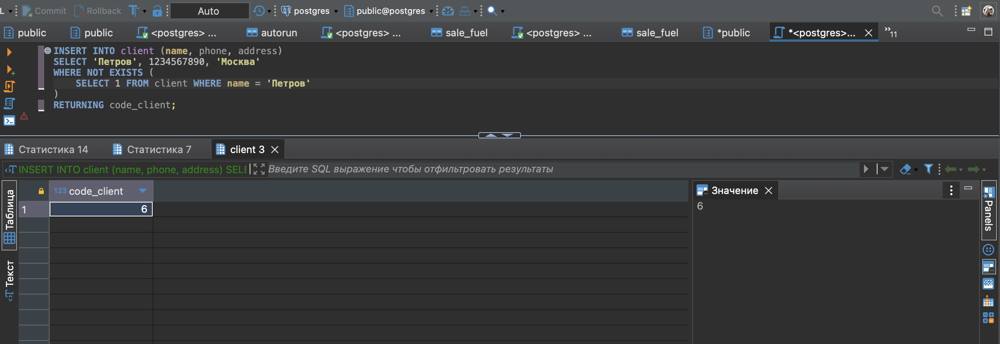 L Commit Rollback Auto postgres public@postgres
public public <postgres> ... autorun <postgres> ... sale_fuel <postgres> ... sale_fuel *public *<postgres>... »11
INSERT INTO client (name, phone, address)
SELECT 'Петров', 1234567890, 'Москва'
WHERE NOT EXISTS (
SELECT 1 FROM client WHERE name = 'Петров'
)
RETURNING code_client;
Статистика 14 Статистика 7 client 3
INSERT INTO client (name, phone, address) SELE Введите SQL выражение чтобы отфильтровать результаты
Таблица
Текст
123 code_client
1 6
Значение
6
Panels